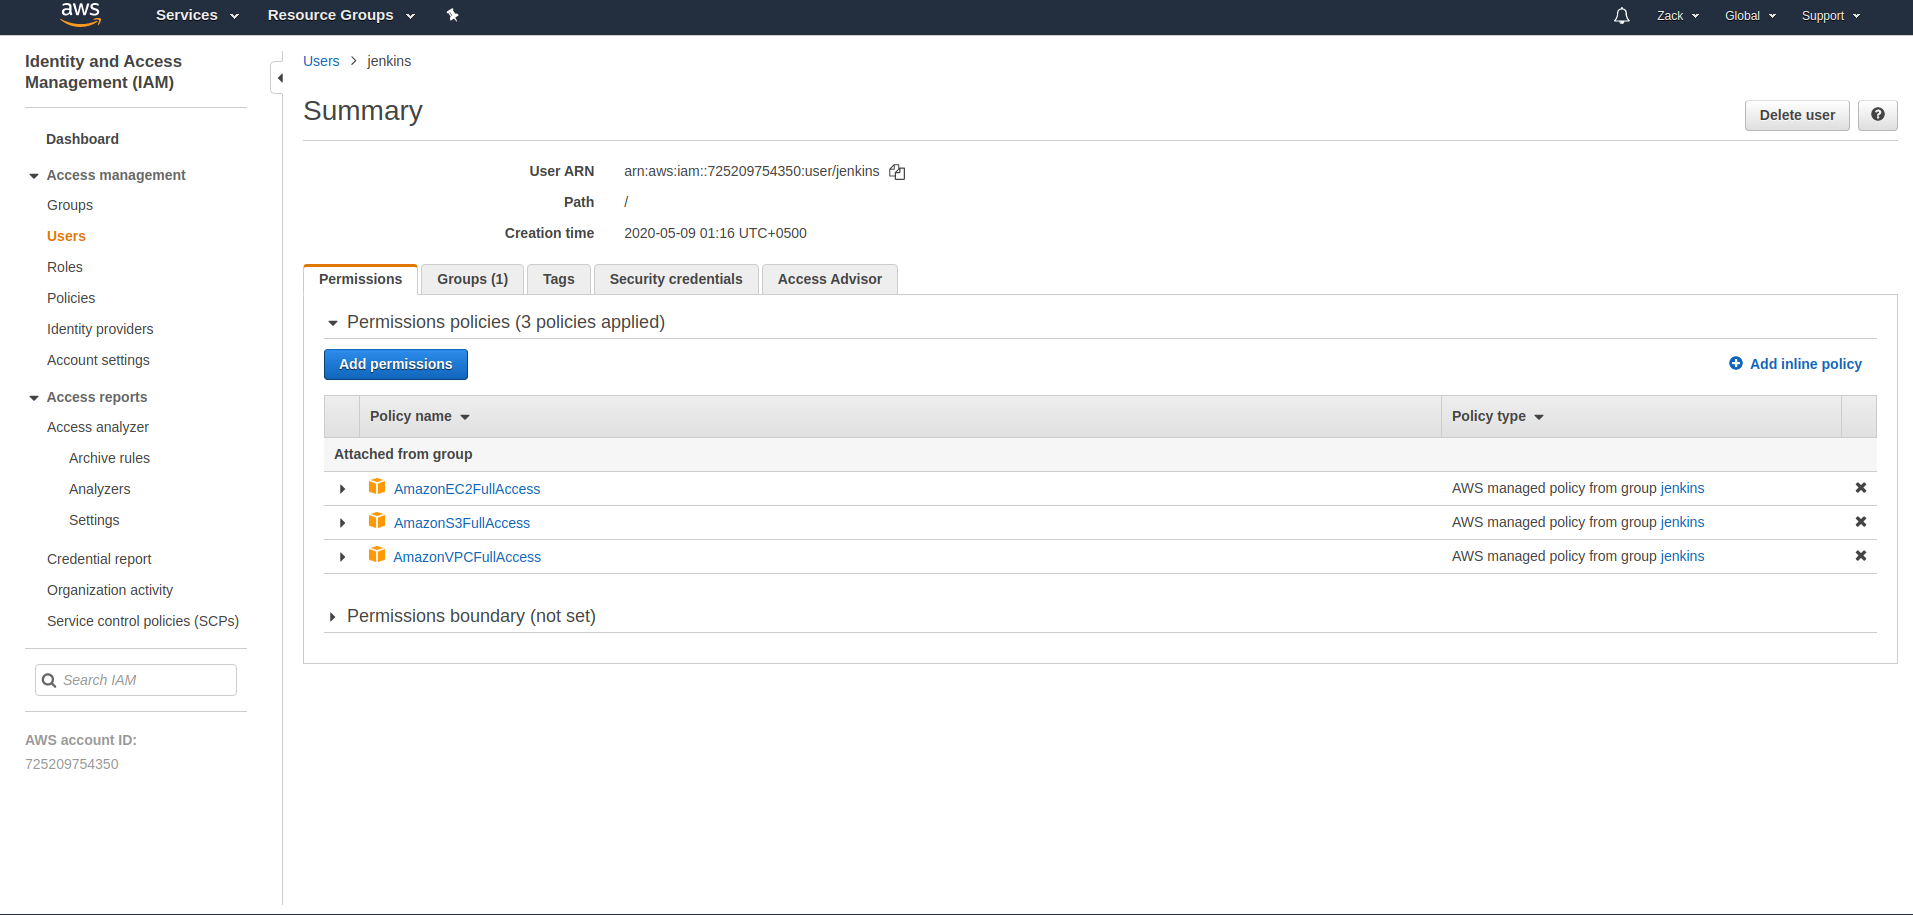 aws Services Resource Groups Zack Global Support
Identity and Access
Management (IAM)
Dashboard
Access management
Groups
Users
Roles
Policies
Identity providers
Account settings
Access reports
Access analyzer
Archive rules
Analyzers
Settings
Credential report
Organization activity
Service control policies (SCPs)
Search IAM
AWS account ID:
725209754350
Users > jenkins
Summary
Delete user
User ARN arn:aws:iam::725209754350:user/jenkins
Path /
Creation time 2020-05-09 01:16 UTC+0500
Permissions Groups (1) Tags Security credentials Access Advisor
Permissions policies (3 policies applied)
Add permissions Add inline policy
Policy name Policy type
Attached from group
AmazonEC2FullAccess AWS managed policy from group jenkins
AmazonS3FullAccess AWS managed policy from group jenkins
AmazonVPCFullAccess AWS managed policy from group jenkins
Permissions boundary (not set)